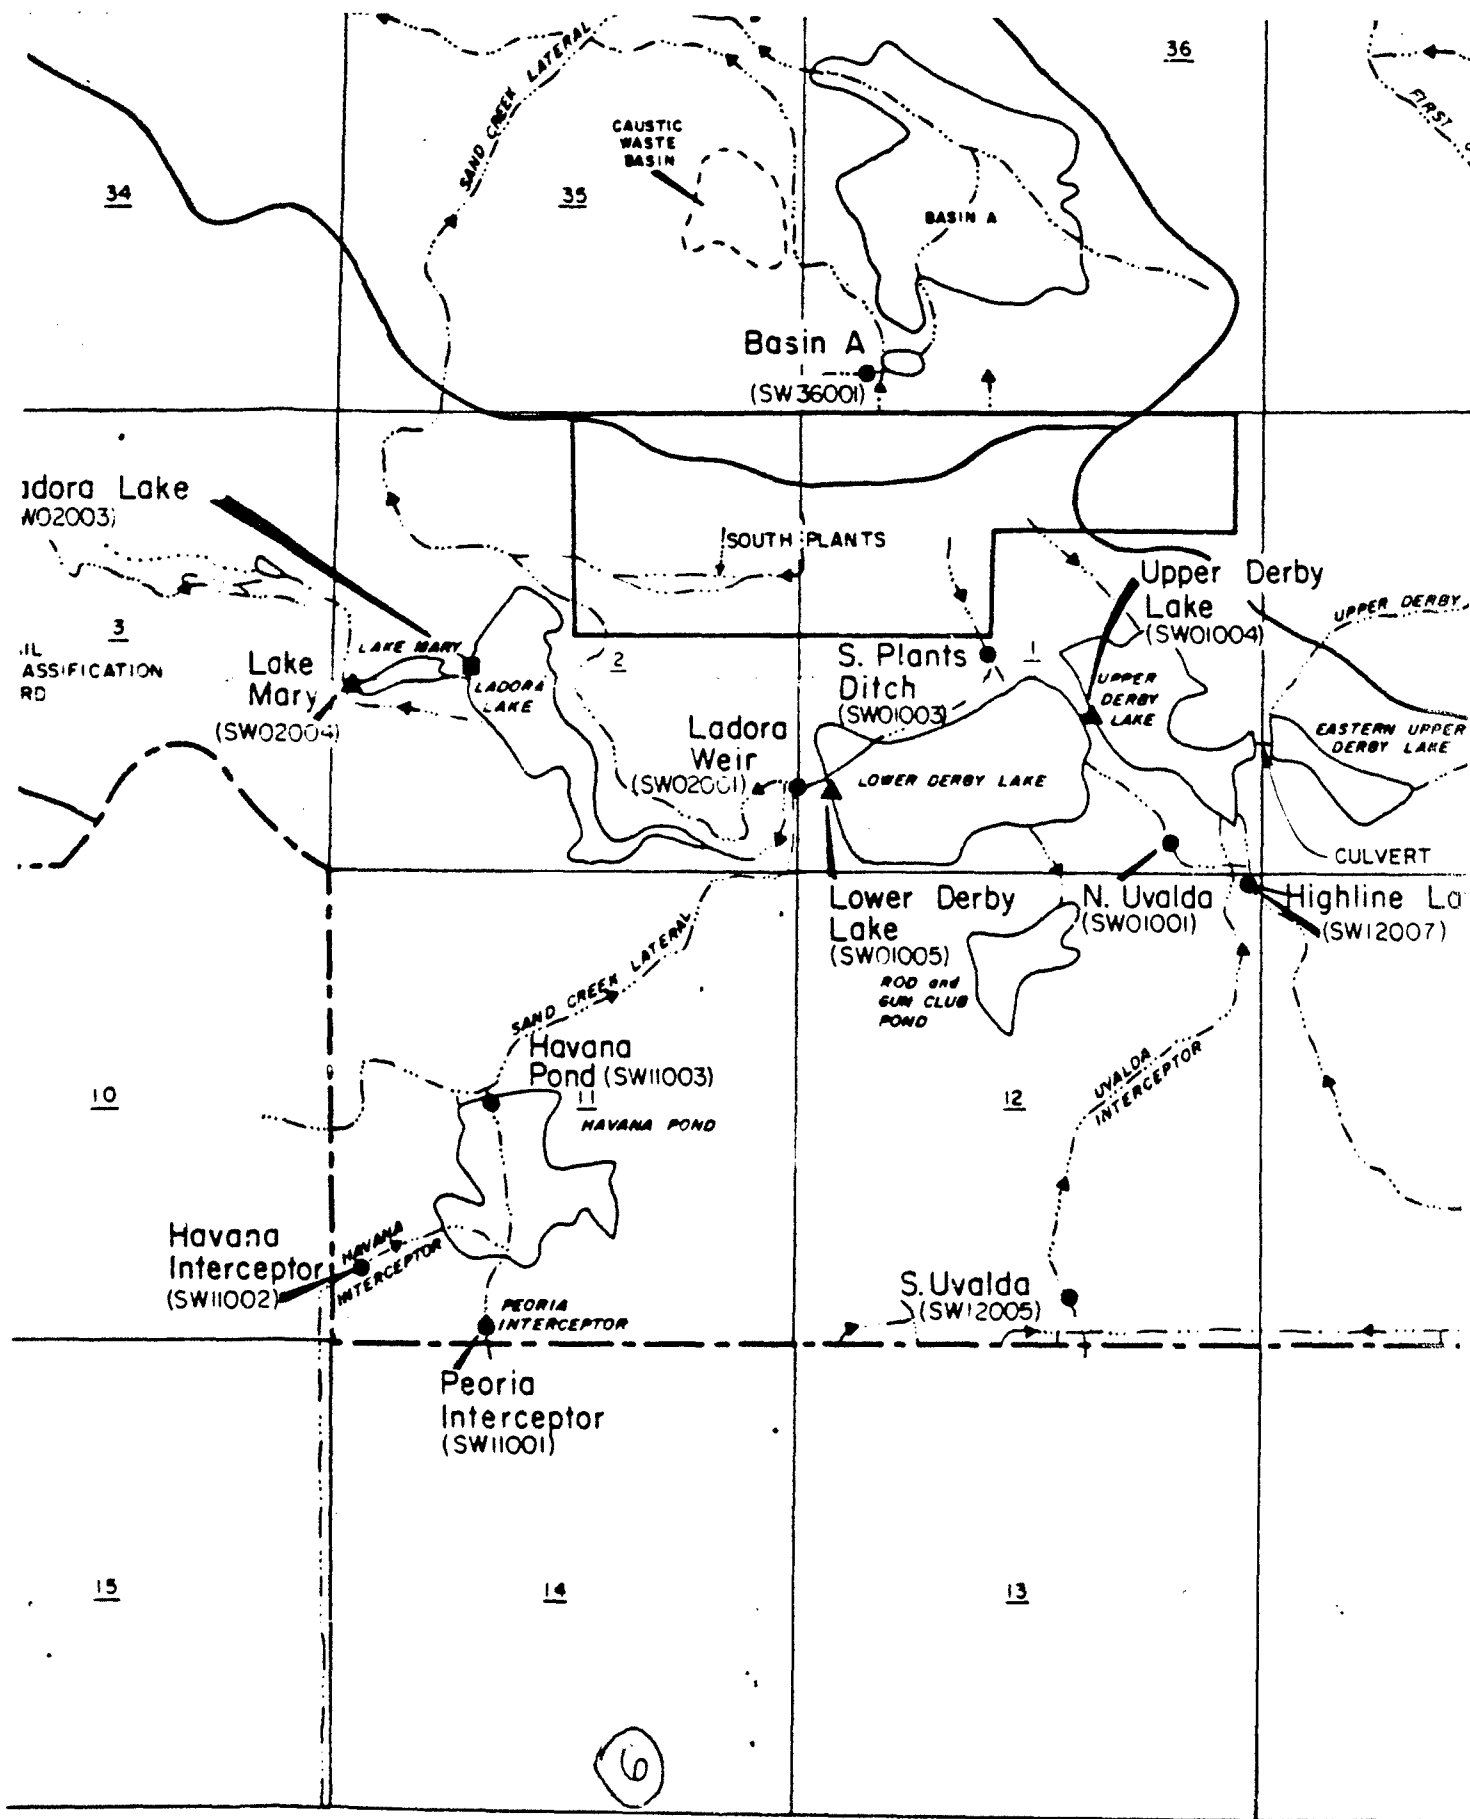 36
SAND CREEK LATERAL
FIRST
CAUSTIC
WASTE
BASIN
34
35
BASIN A
Basin A
(SW36001)
adora Lake
W02003)
SOUTH PLANTS
Upper Derby
Lake
(SW01004)
UPPER DERBY
3
IL
ASSIFICATION
RD
LAKE MARY
Lake
Mary
(SW02004)
LADORA
LAKE
2
S. Plants
Ditch
(SW01003)
1
UPPER
DERBY
LAKE
EASTERN UPPER
DERBY LAKE
Ladora
Weir
(SW02001)
LOWER DERBY LAKE
CULVERT
Lower Derby
Lake
(SW01005)
N. Uvalda
(SW01001)
Highline La
(SW12007)
ROD and
GUN CLUB
POND
SAND CREEK LATERAL
Havana
Pond (SW11003)
10
11
HAVANA POND
12
UVALDA
INTERCEPTOR
Havana
Interceptor
(SW11002)
HAVANA
INTERCEPTOR
S. Uvalda
(SW12005)
PEORIA
INTERCEPTOR
Peoria
Interceptor
(SW11001)
15
14
13
6